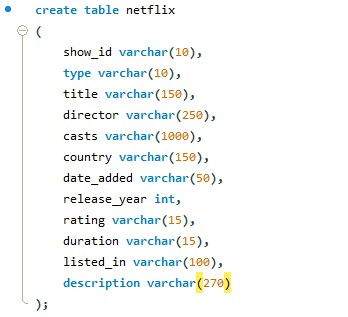 create table netflix
(
show_id varchar(10),
type varchar(10),
title varchar(150),
director varchar(250),
casts varchar(1000),
country varchar(150),
date_added varchar(50),
release_year int,
rating varchar(15),
duration varchar(15),
listed_in varchar(100),
description varchar(270)
);